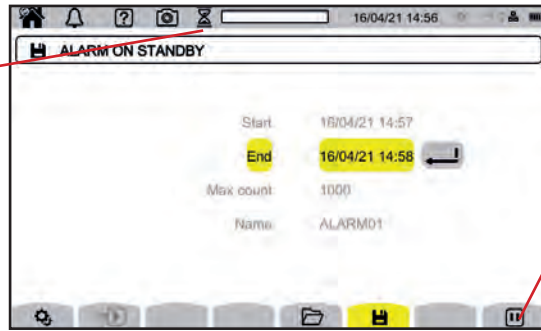 16/04/21 14:56
ALARM ON STANDBY
Start 16/04/21 14:57
End 16/04/21 14:58
Max count 1000
Name ALARM01